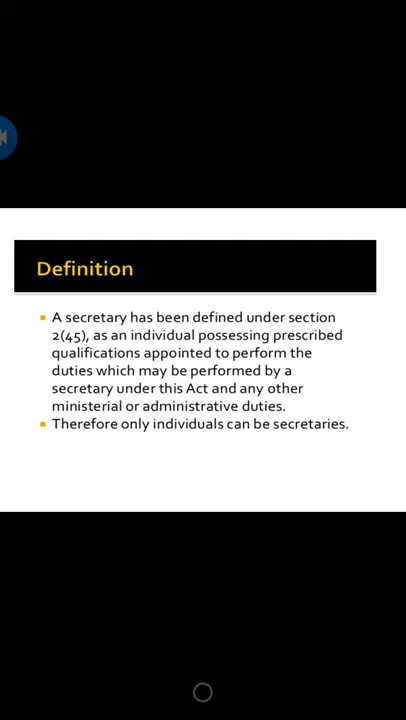 Definition
A secretary has been defined under section
2(45), as an individual possessing prescribed
qualifications appointed to perform the
duties which may be performed by a
secretary under this Act and any other
ministerial or administrative duties.
Therefore only individuals can be secretaries.